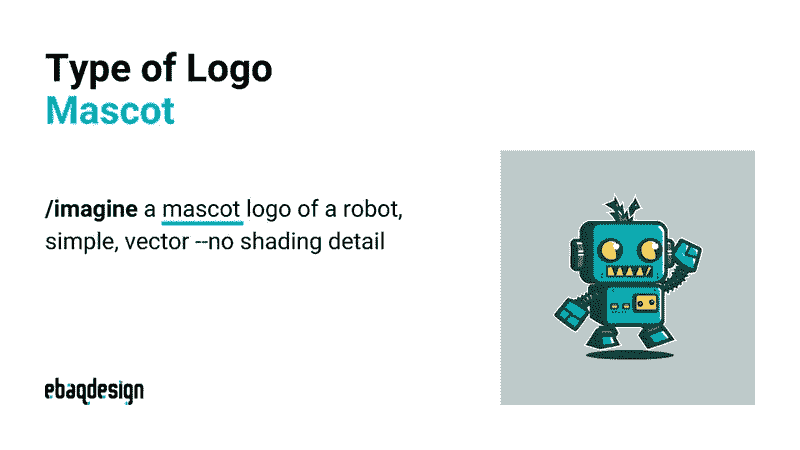 Type of Logo
Mascot
/imagine a mascot logo of a robot,
simple, vector --no shading detail
ebaqdesign